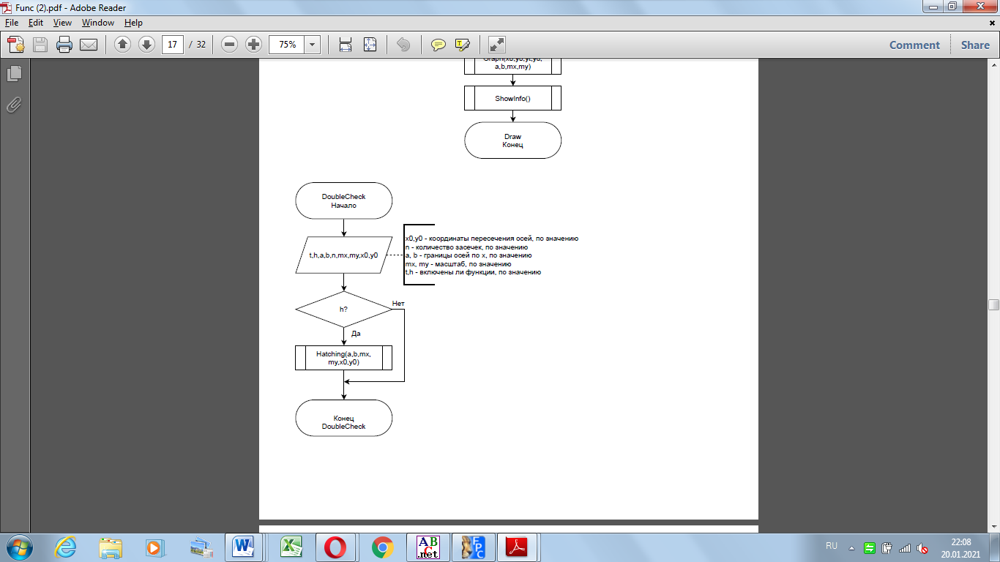 Func (2).pdf - Adobe Reader
File Edit View Window Help
17 / 32 75% Comment Share
Graph(x0,y0,yt,yd,
a,b,mx,my)
ShowInfo()
Draw
Конец
DoubleCheck
Начало
t,h,a,b,n,mx,my,x0,y0
x0,y0 - координаты пересечения осей, по значению
n - количество засечек, по значению
a, b - границы осей по x, по значению
mx, my - масштаб, по значению
t,h - включены ли функции, по значению
h?
Нет
Да
Hatching(a,b,mx,
my,x0,y0)
Конец
DoubleCheck
ABC
.net
FPC
RU
22:08
20.01.2021